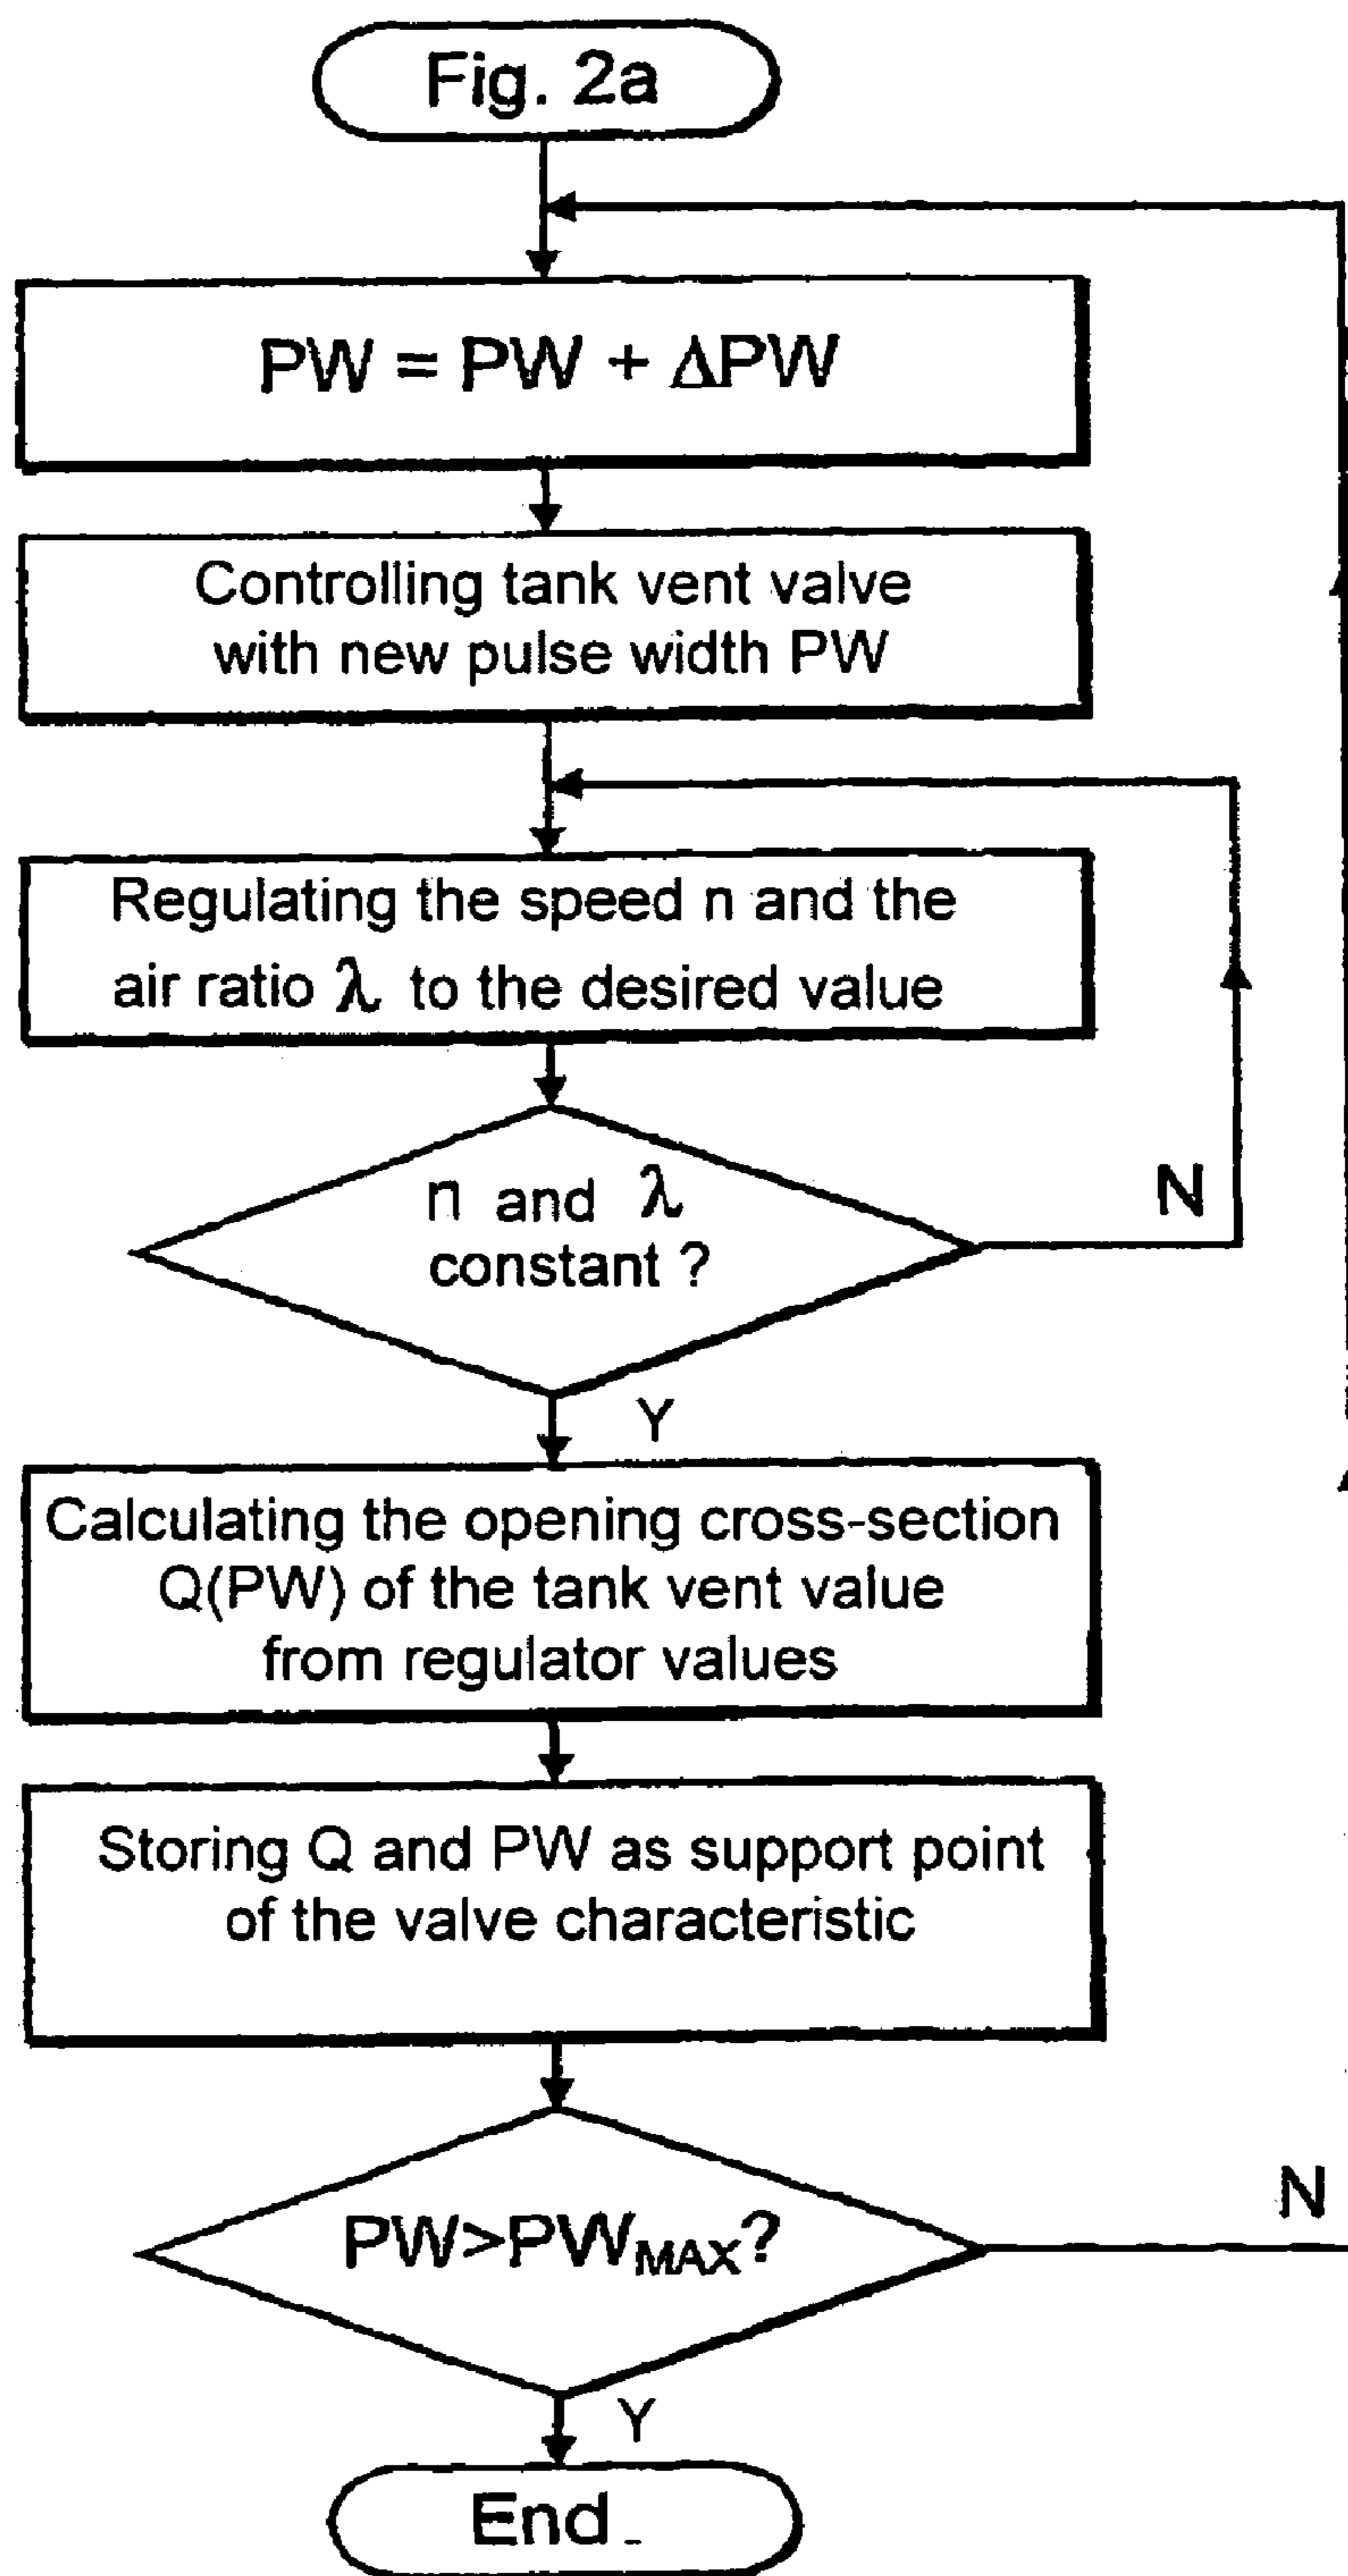 Fig. 2a
PW = PW + ΔPW
Controlling tank vent valve
with new pulse width PW
Regulating the speed n and the
air ratio λ to the desired value
n and λ
constant ?
N
Y
Calculating the opening cross-section
Q(PW) of the tank vent value
from regulator values
Storing Q and PW as support point
of the valve characteristic
PW>PWMAX?
N
Y
End